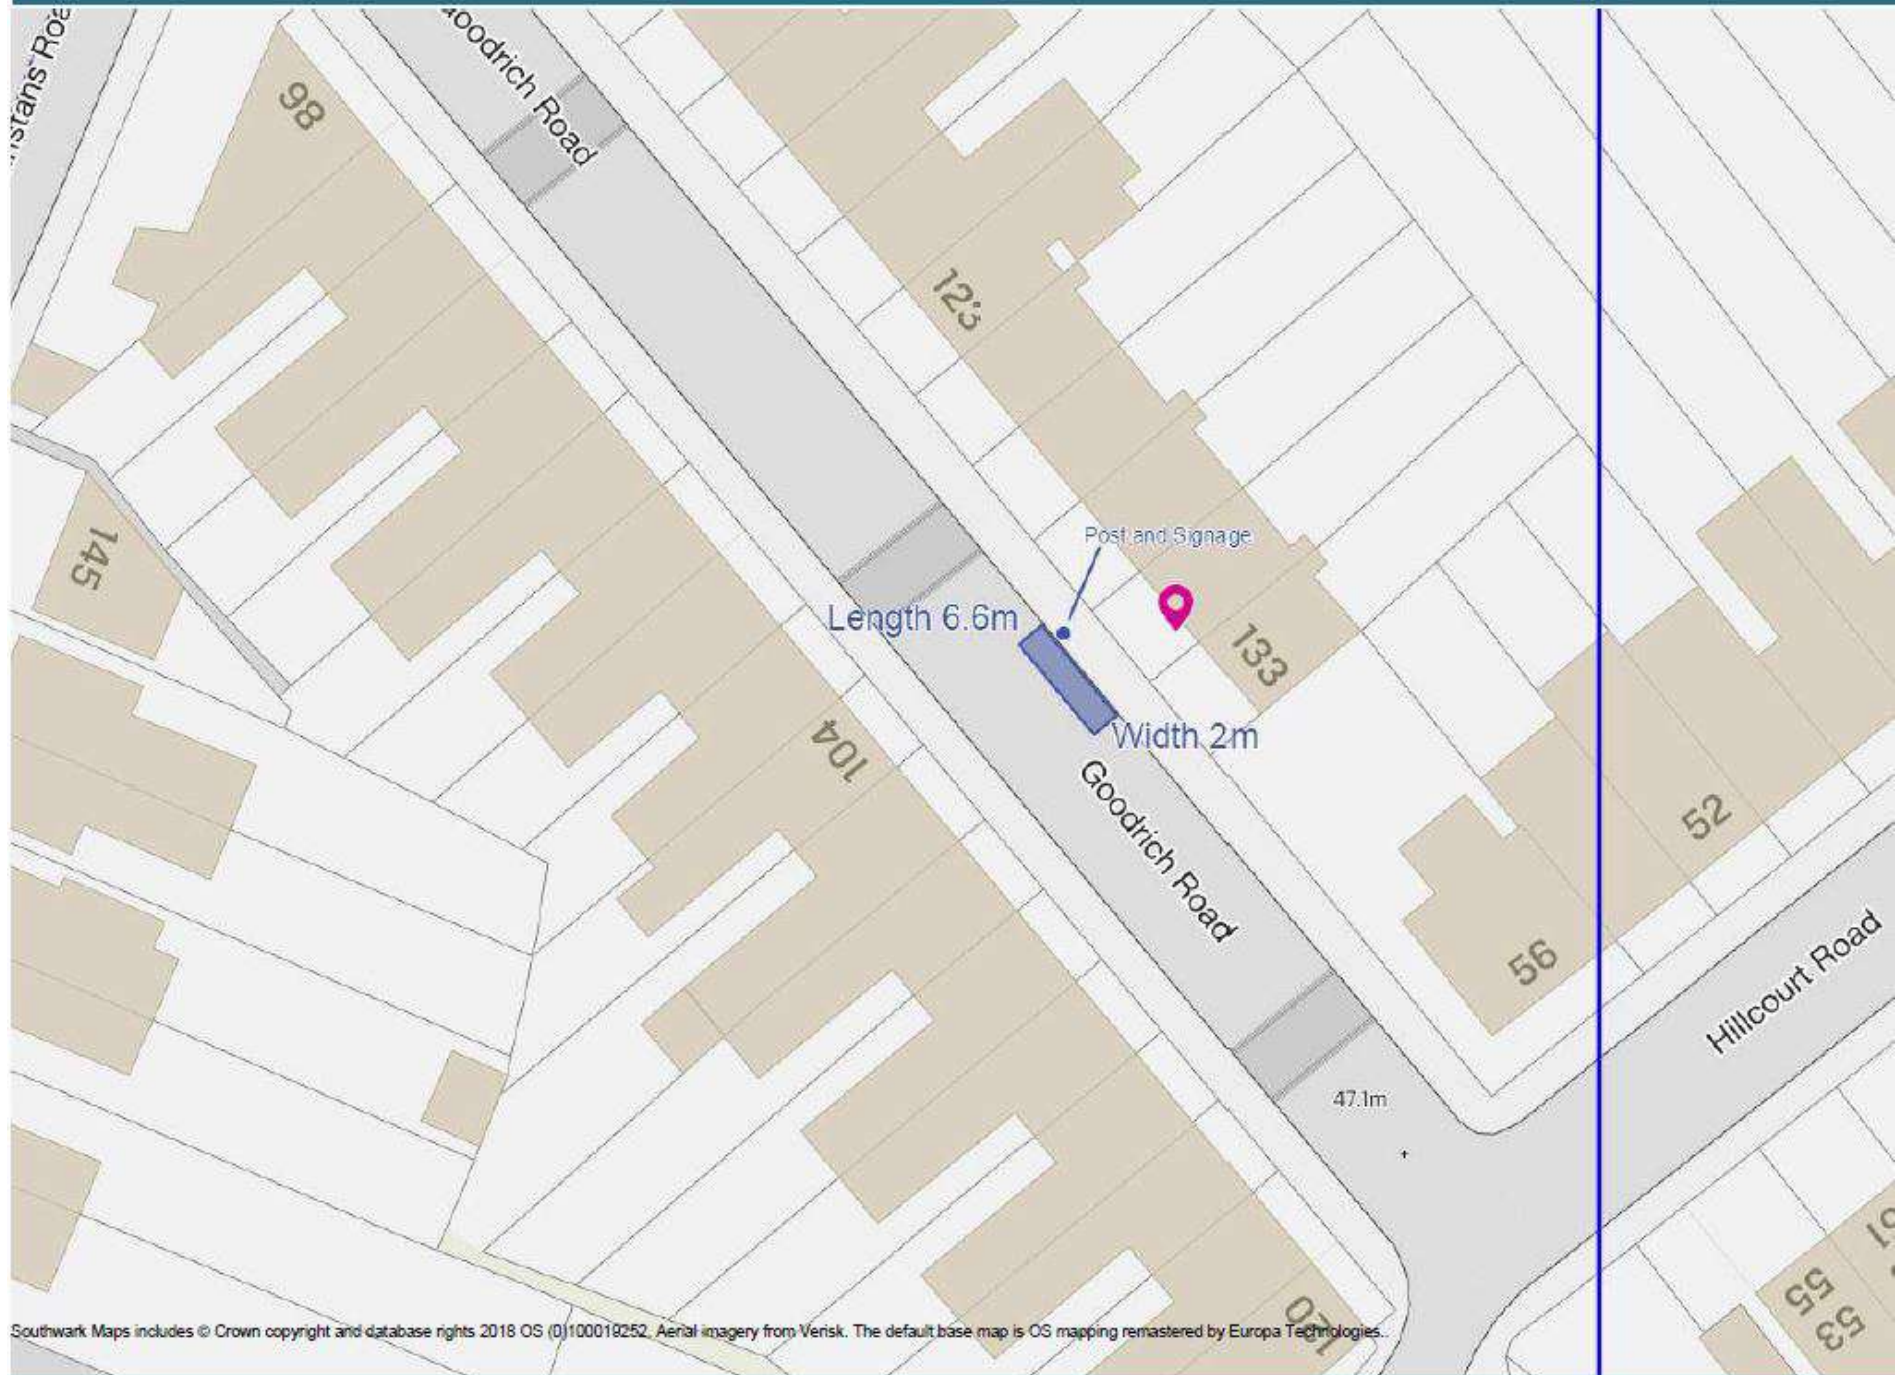 Goodrich Road
98
123
145
Post and Signage
Length 6.6m
133
104
Width 2m
Goodrich Road
52
56
Hillcourt Road
47.1m
120
55
53
Southwark Maps includes © Crown copyright and database rights 2018 OS (0)100019252. Aerial imagery from Verisk. The default base map is OS mapping remastered by Europa Technologies..